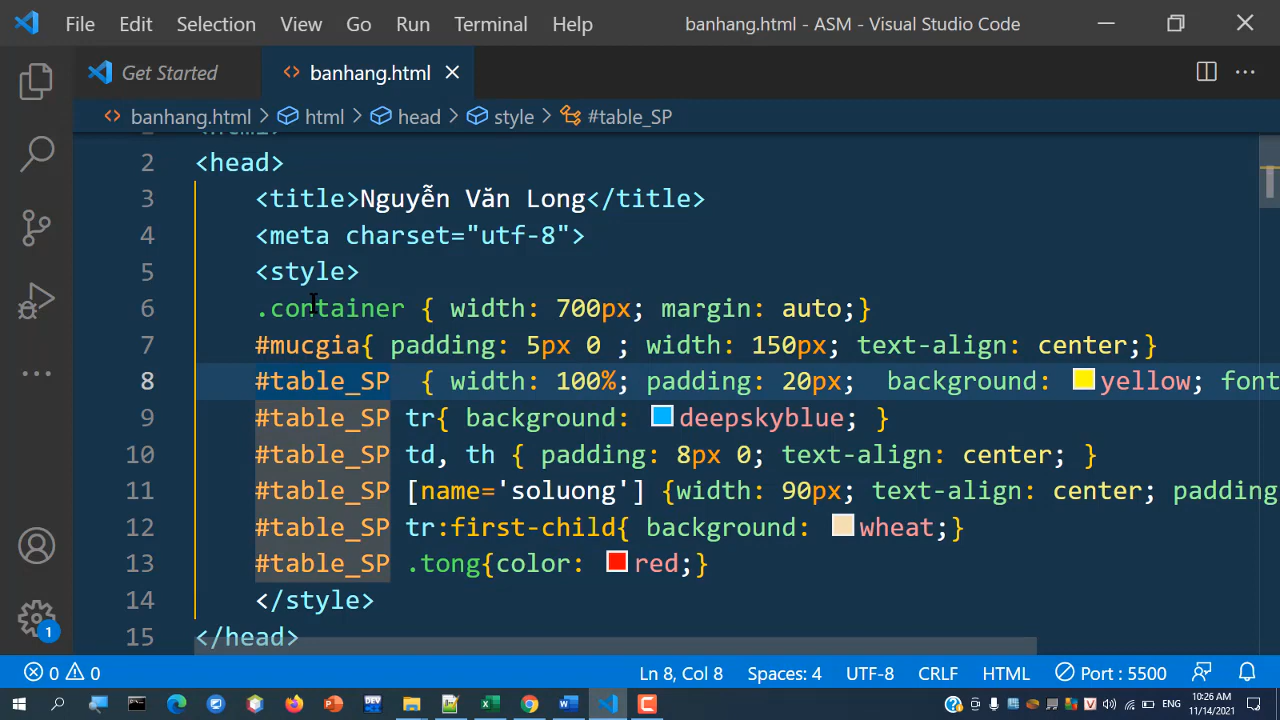 File Edit Selection View Go Run Terminal Help banhang.html - ASM - Visual Studio Code
Get Started banhang.html
banhang.html > html > head > style > #table_SP
2 <head>
3 <title>Nguyễn Văn Long</title>
4 <meta charset="utf-8">
5 <style>
6 .container { width: 700px; margin: auto;}
7 #mucgia{ padding: 5px 0 ; width: 150px; text-align: center;}
8 #table_SP { width: 100%; padding: 20px; background: yellow; font
9 #table_SP tr{ background: deepskyblue; }
10 #table_SP td, th { padding: 8px 0; text-align: center; }
11 #table_SP [name='soluong'] {width: 90px; text-align: center; padding
12 #table_SP tr:first-child{ background: wheat;}
13 #table_SP .tong{color: red;}
14 </style>
15 </head>
1
0 0 Ln 8, Col 8 Spaces: 4 UTF-8 CRLF HTML Port : 5500
DEV V ENG 10:26 AM
11/14/2021